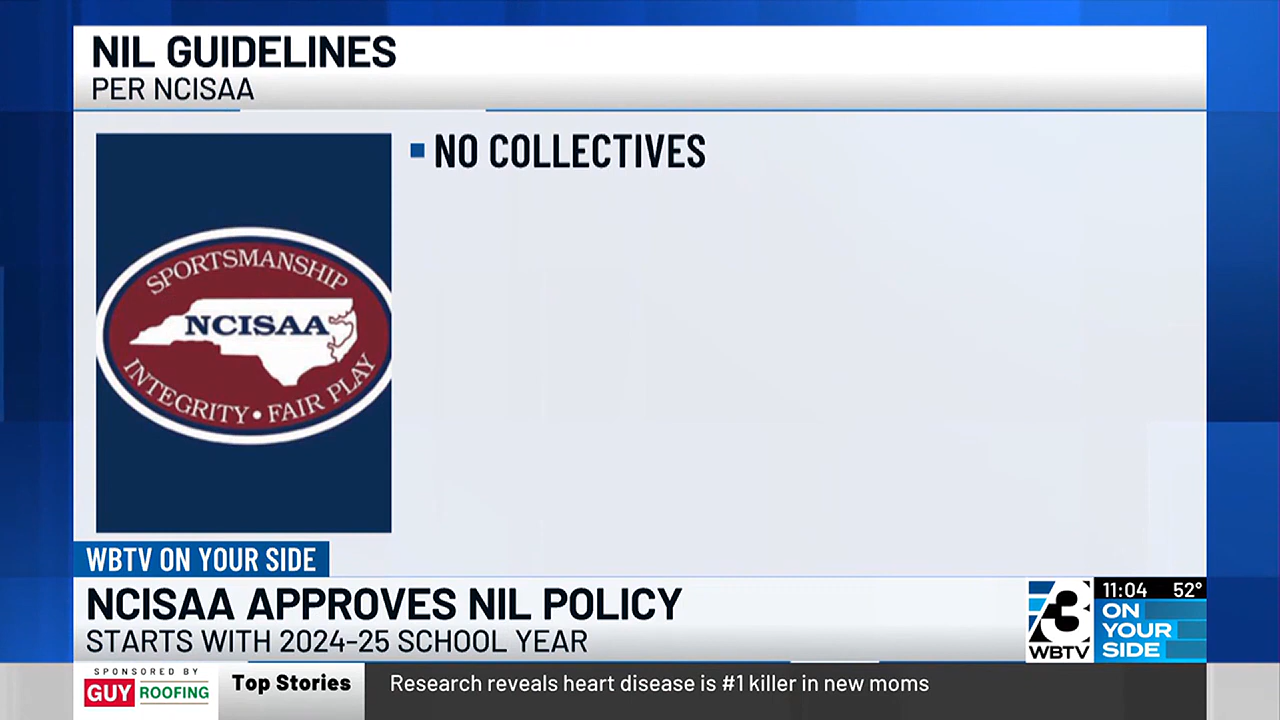 NIL GUIDELINES
PER NCISAA
NO COLLECTIVES
SPORTSMANSHIP
NCISAA
INTEGRITY • FAIR PLAY
WBTV ON YOUR SIDE
NCISAA APPROVES NIL POLICY
STARTS WITH 2024-25 SCHOOL YEAR
3
WBTV
11:04 52°
ON
YOUR
SIDE
SPONSORED BY
GUY ROOFING
Top Stories
Research reveals heart disease is #1 killer in new moms